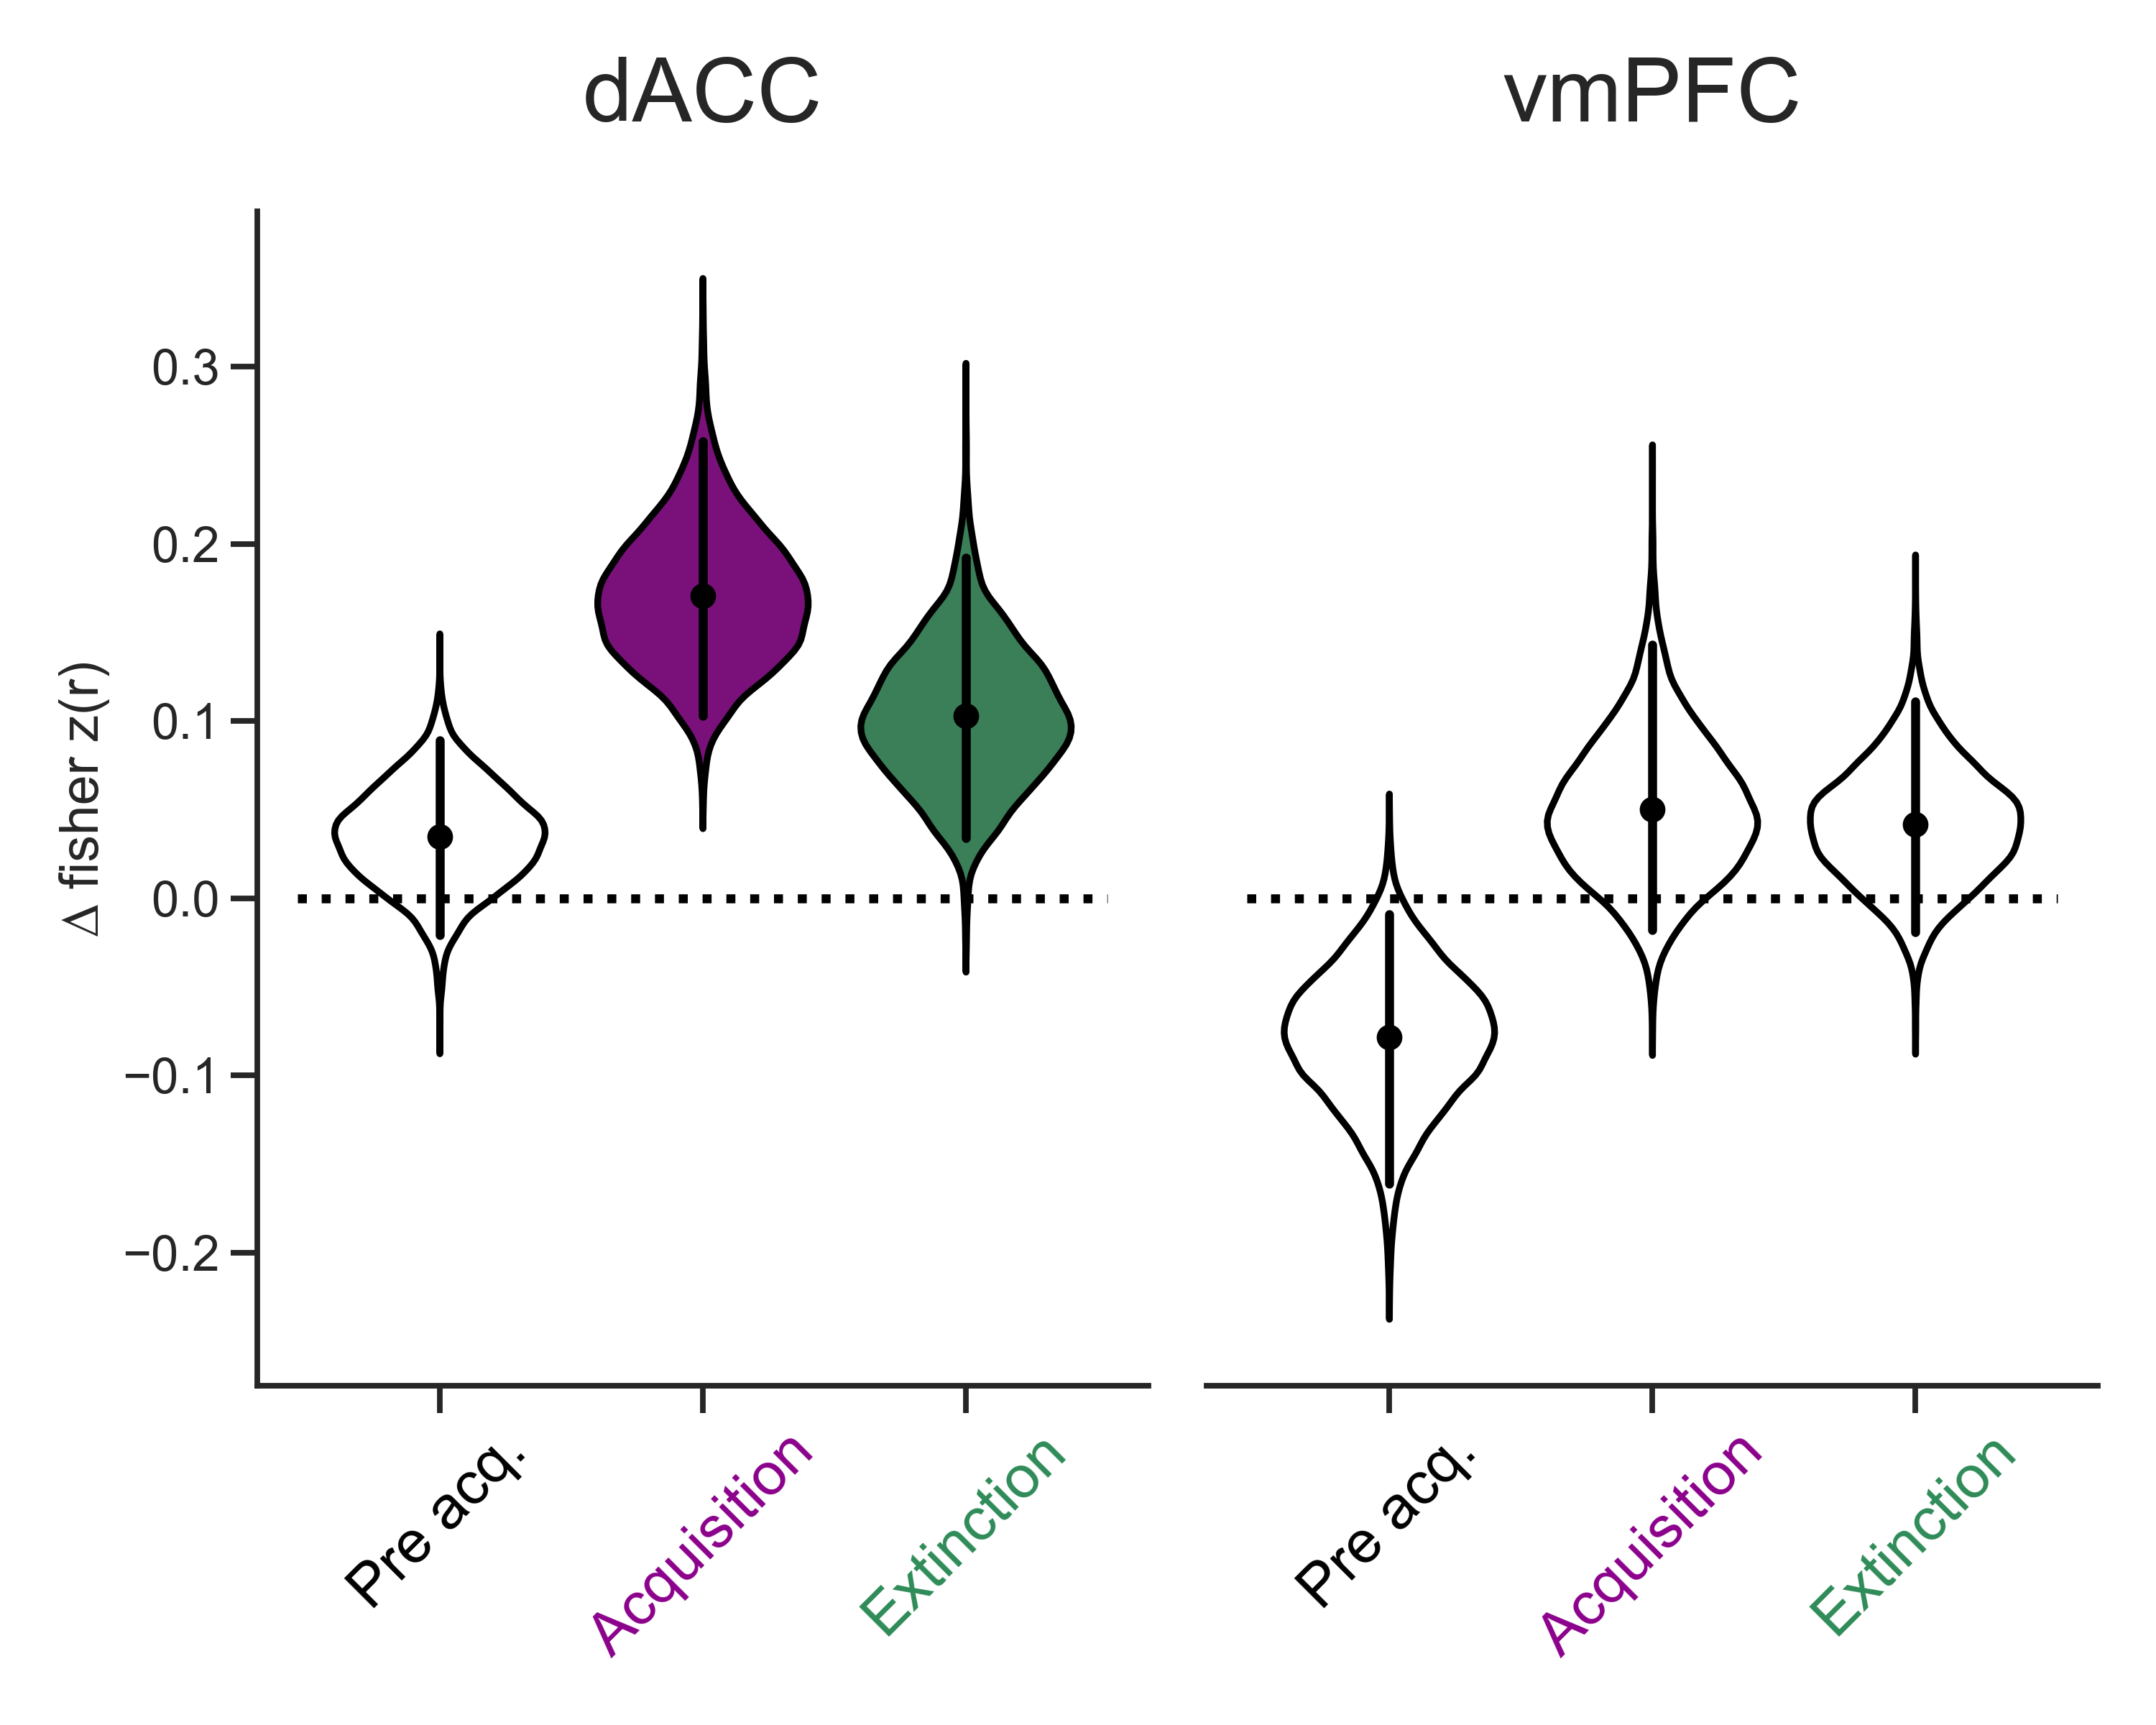 dACC
vmPFC
Δ fisher z(r)
0.3
0.2
0.1
0.0
−0.1
−0.2
Pre acq.
Acquisition
Extinction
Pre acq.
Acquisition
Extinction